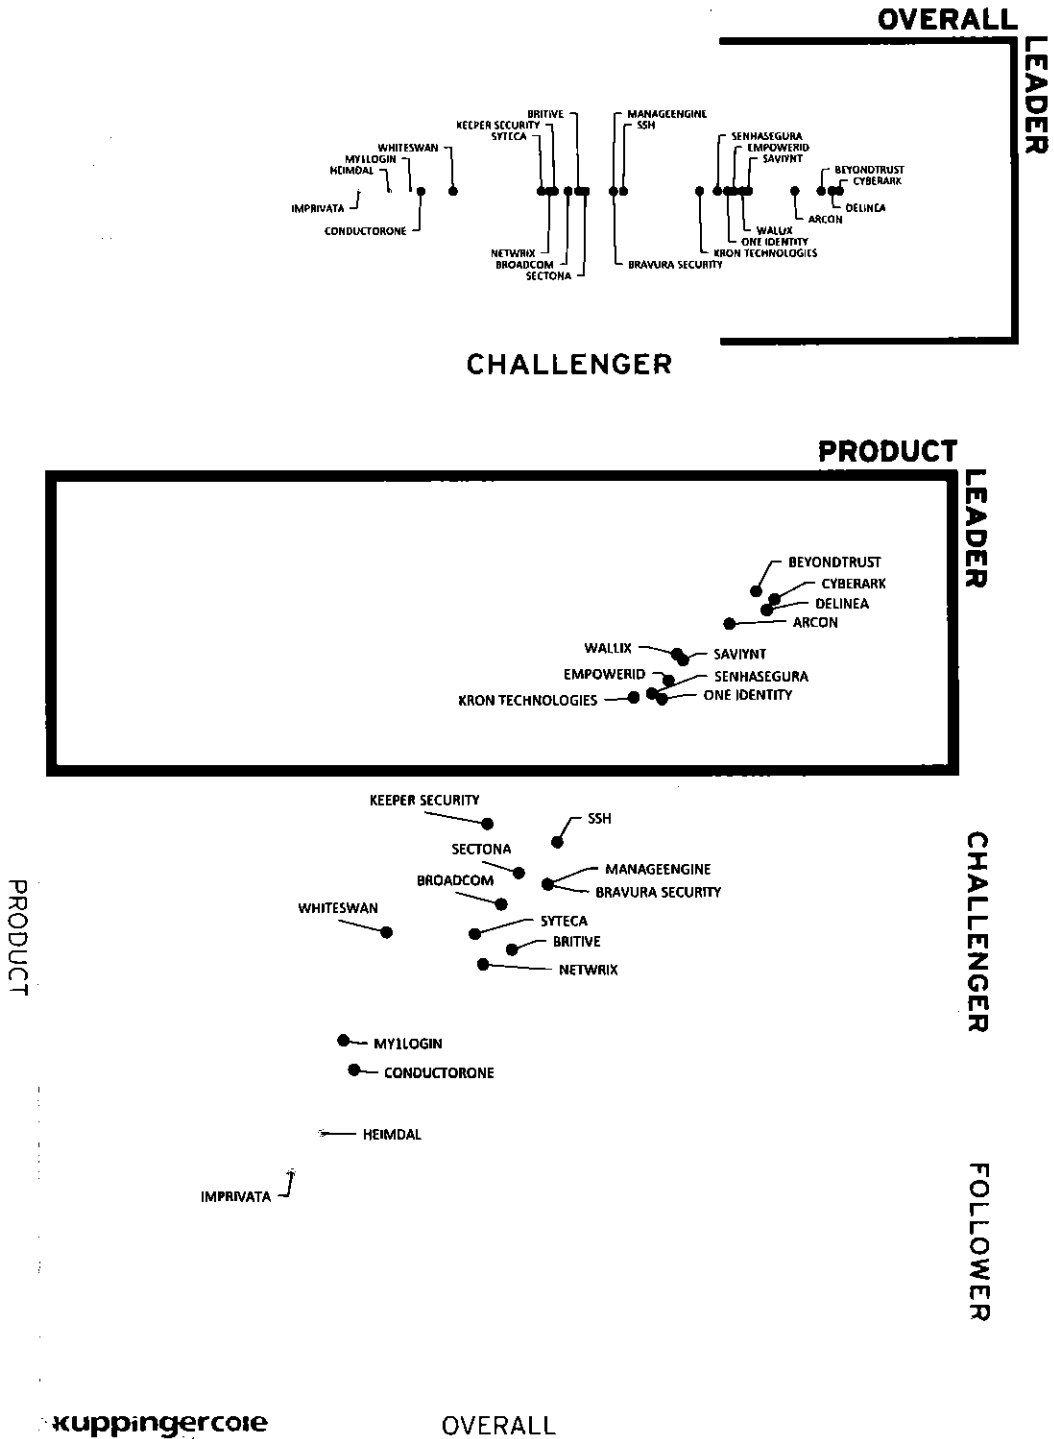 OVERALL
LEADER
BRITIVE
MANAGEENGINE
KEEPER SECURITY
SSH
SYTECA
SENHASEGURA
WHITESWAN
EMPOWERID
MY1LOGIN
SAVIYNT
HEIMDAL
BEYONDTRUST
CYBERARK
IMPRIVATA
DELINEA
ARCON
CONDUCTORONE
WALLIX
ONE IDENTITY
NETWRIX
KRON TECHNOLOGIES
BROADCOM
BRAVURA SECURITY
SECTONA
CHALLENGER
PRODUCT
LEADER
BEYONDTRUST
CYBERARK
DELINEA
ARCON
WALLIX
SAVIYNT
EMPOWERID
SENHASEGURA
ONE IDENTITY
KRON TECHNOLOGIES
KEEPER SECURITY
SSH
SECTONA
MANAGEENGINE
BROADCOM
BRAVURA SECURITY
WHITESWAN
SYTECA
BRITIVE
NETWRIX
CHALLENGER
PRODUCT
MY1LOGIN
CONDUCTORONE
HEIMDAL
IMPRIVATA
FOLLOWER
kuppingercole
OVERALL